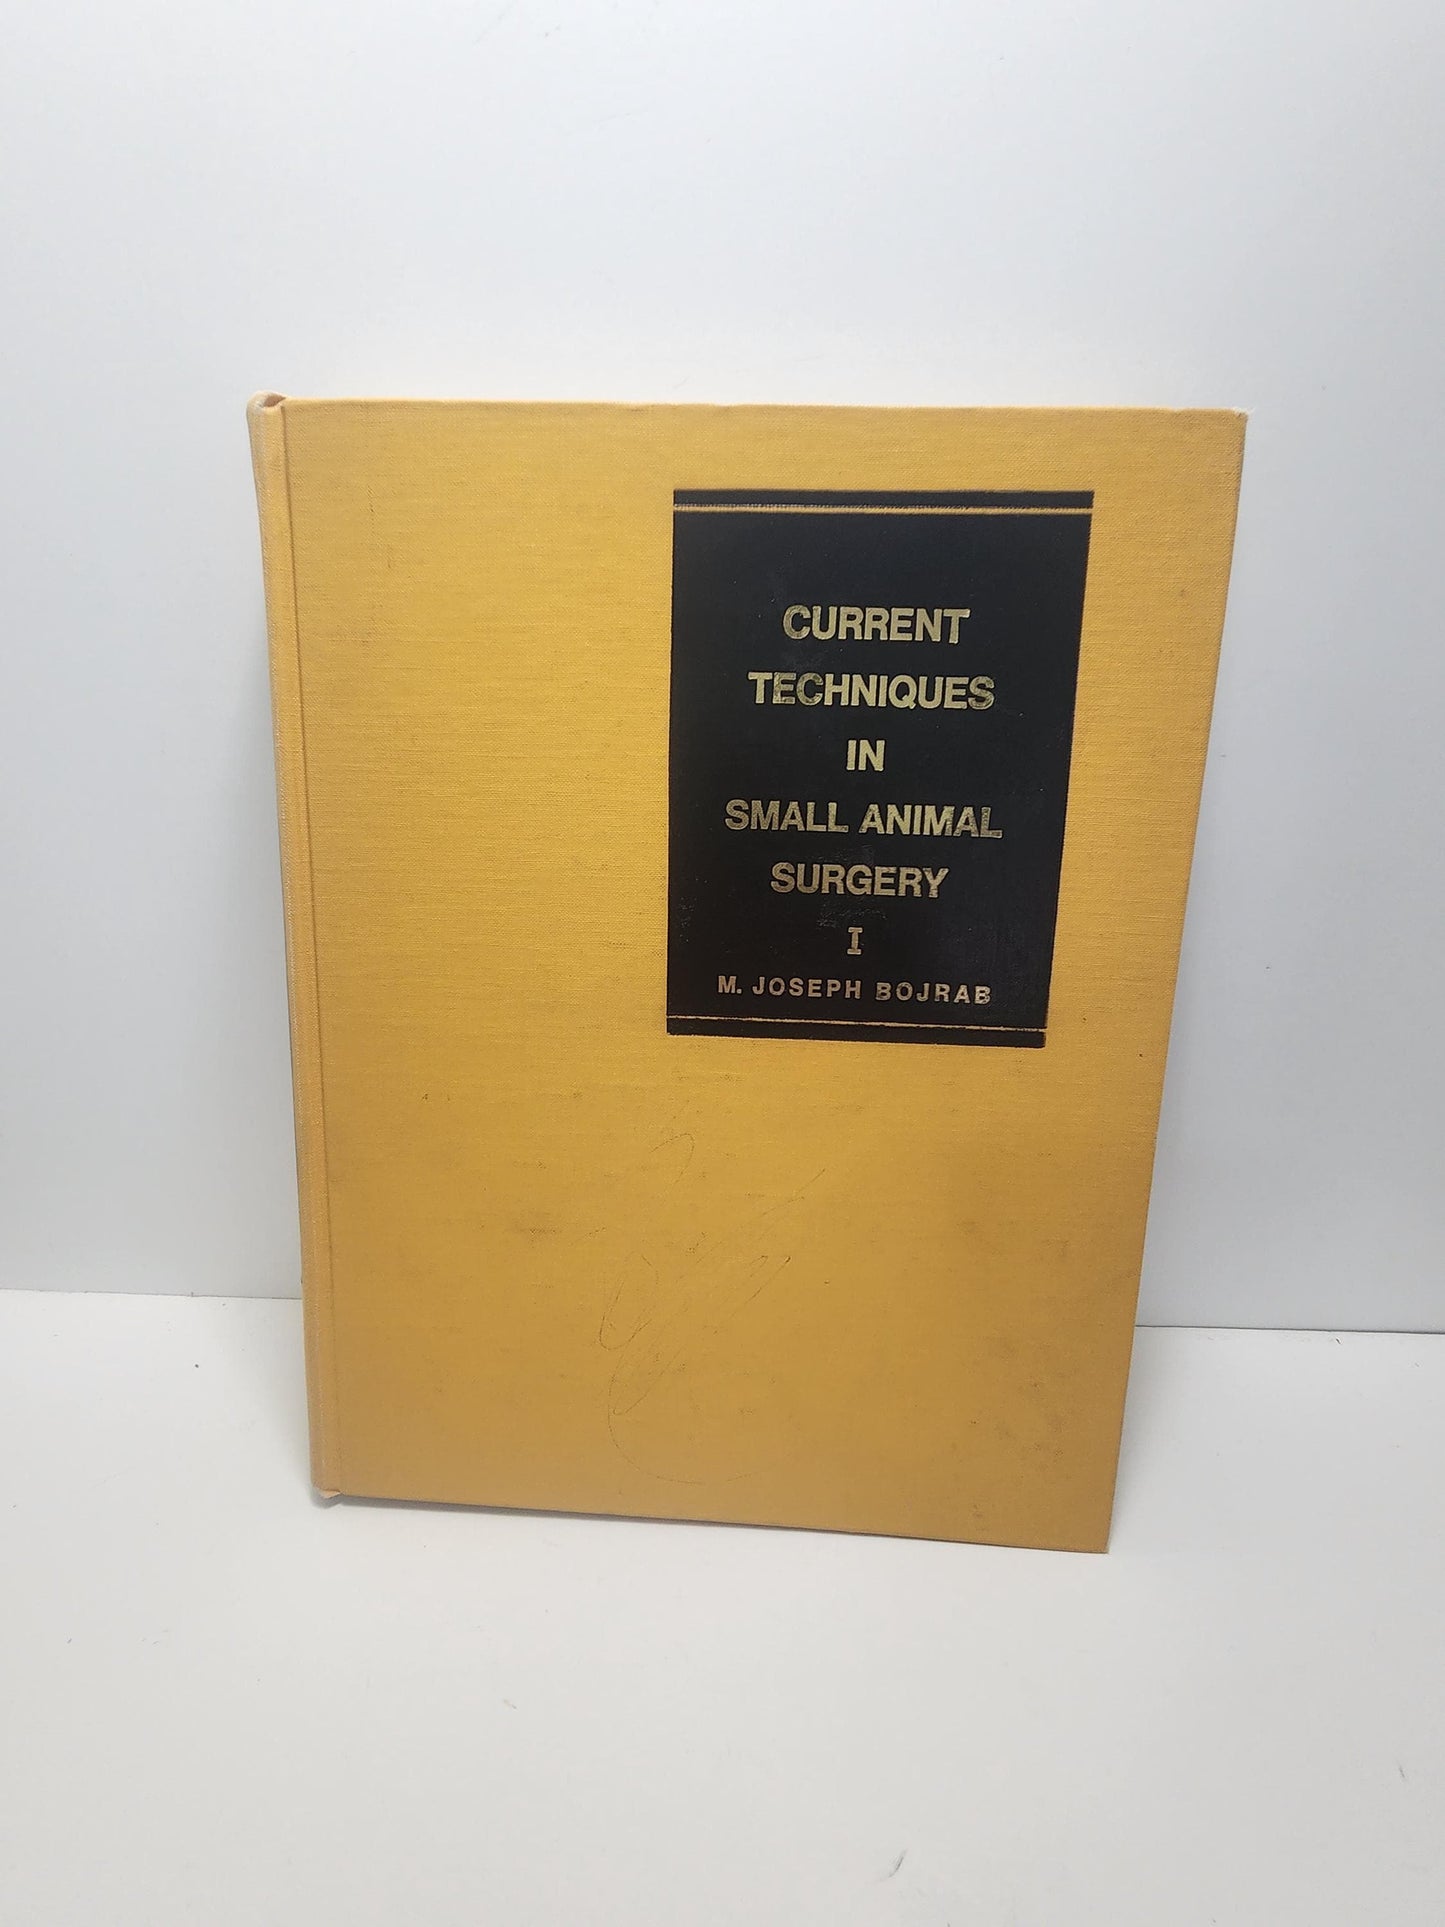 CURRENT
TECHNIQUES
IN
SMALL ANIMAL
SURGERY
I
M. JOSEPH BOJRAB